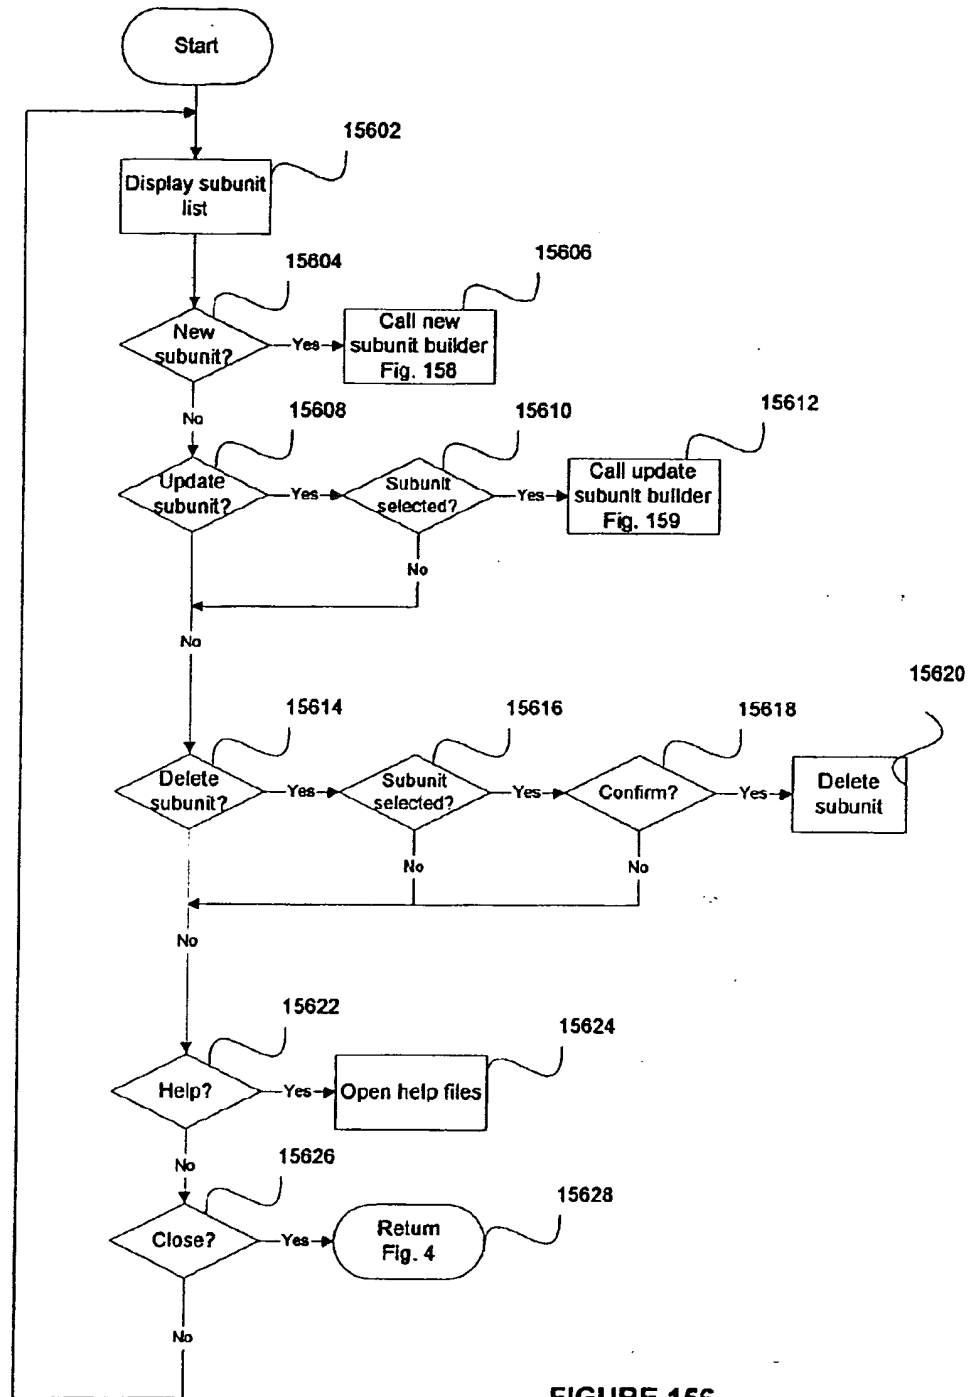 Start
15602
Display subunit
list
15604
15606
New
subunit?
Yes
Call new
subunit builder
Fig. 158
No
15608
15610
15612
Update
subunit?
Yes
Subunit
selected?
Yes
Call update
subunit builder
Fig. 159
No
No
15620
15614
15616
15618
Delete
subunit?
Yes
Subunit
selected?
Yes
Confirm?
Yes
Delete
subunit
No
No
No
15622
15624
Help?
Yes
Open help files
No
15626
15628
Close?
Yes
Return
Fig. 4
No
FIGURE 156